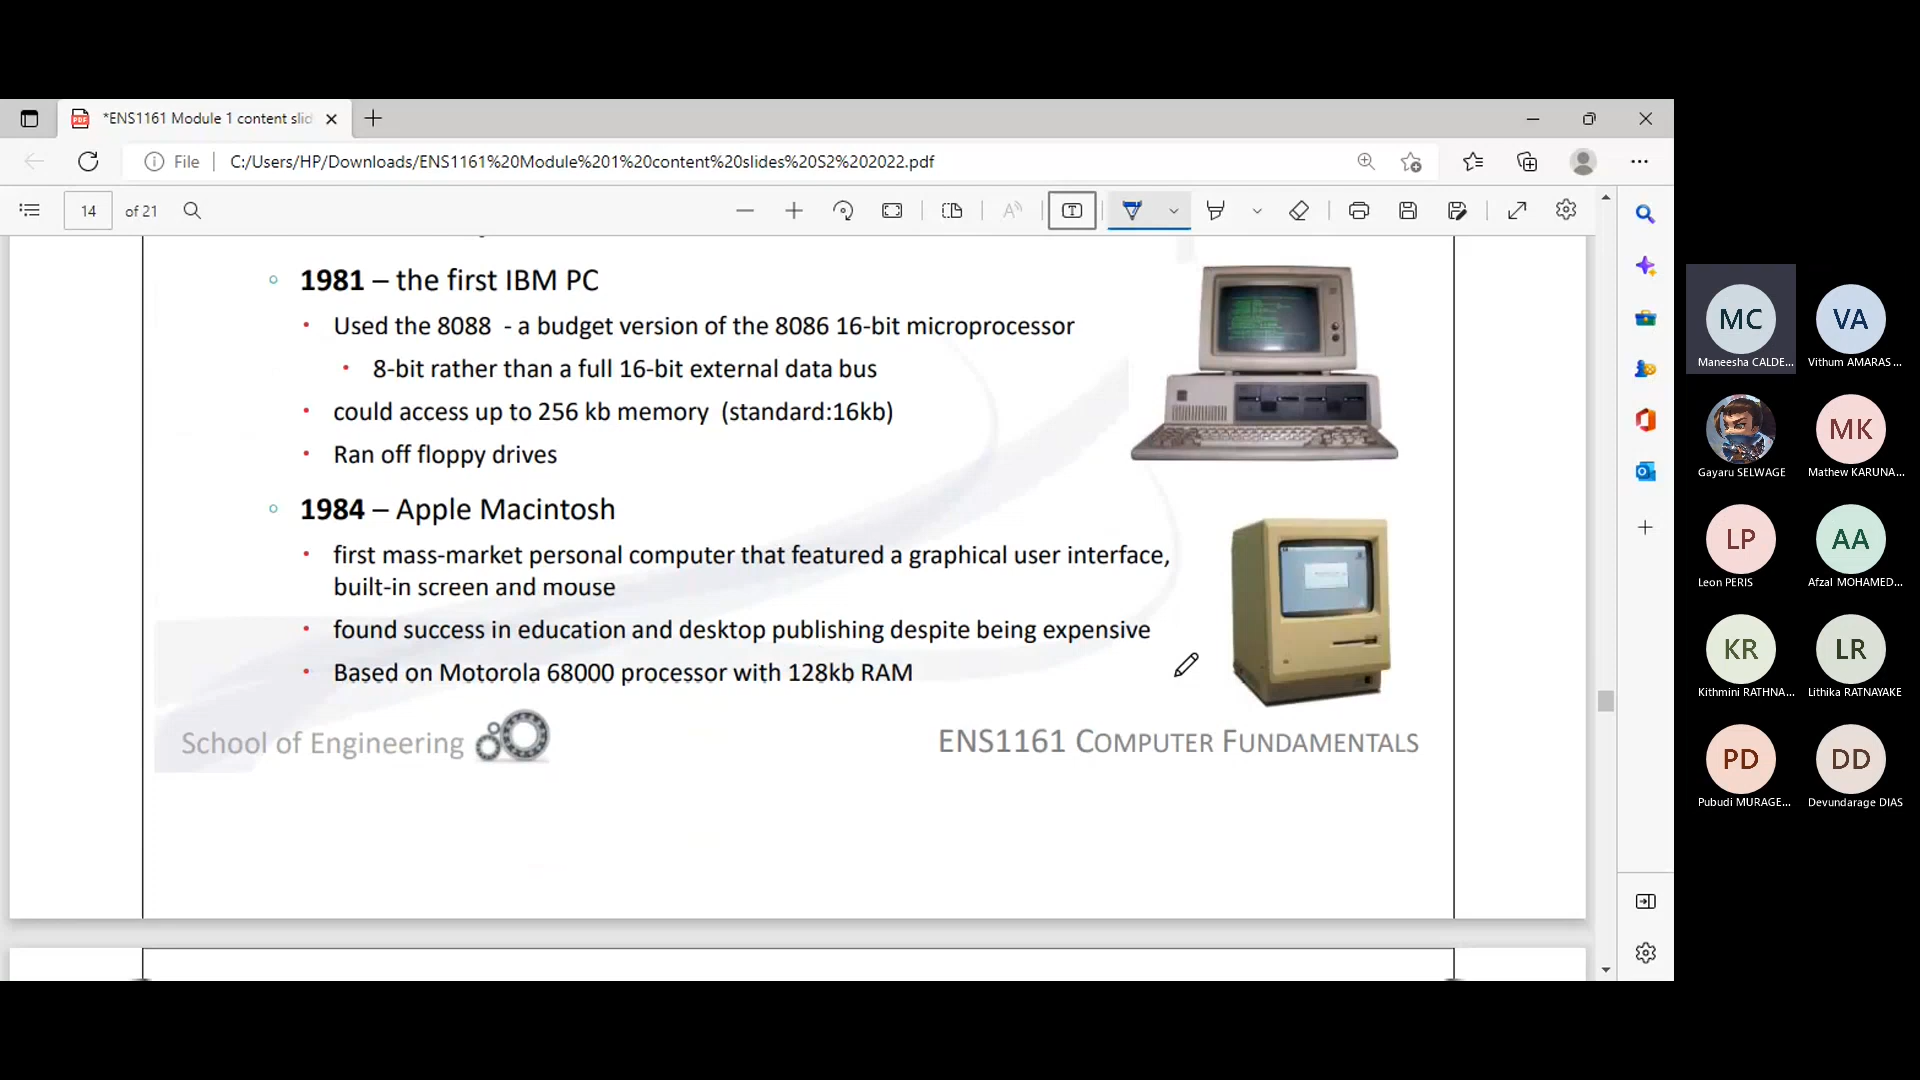 *ENS1161 Module 1 content slid
File
C:/Users/HP/Downloads/ENS1161%20Module%201%20content%20slides%20S2%202022.pdf
14 of 21
1981 – the first IBM PC
Used the 8088 - a budget version of the 8086 16-bit microprocessor
8-bit rather than a full 16-bit external data bus
could access up to 256 kb memory (standard:16kb)
Ran off floppy drives
1984 – Apple Macintosh
first mass-market personal computer that featured a graphical user interface,
built-in screen and mouse
found success in education and desktop publishing despite being expensive
Based on Motorola 68000 processor with 128kb RAM
School of Engineering
ENS1161 COMPUTER FUNDAMENTALS
MC
Maneesha CALDE...
VA
Vithum AMARAS ...
Gayaru SELWAGE
MK
Mathew KARUNA...
LP
Leon PERIS
AA
Afzal MOHAMED...
KR
Kithmini RATHNA...
LR
Lithika RATNAYAKE
PD
Pubudi MURAGE...
DD
Devundarage DIAS